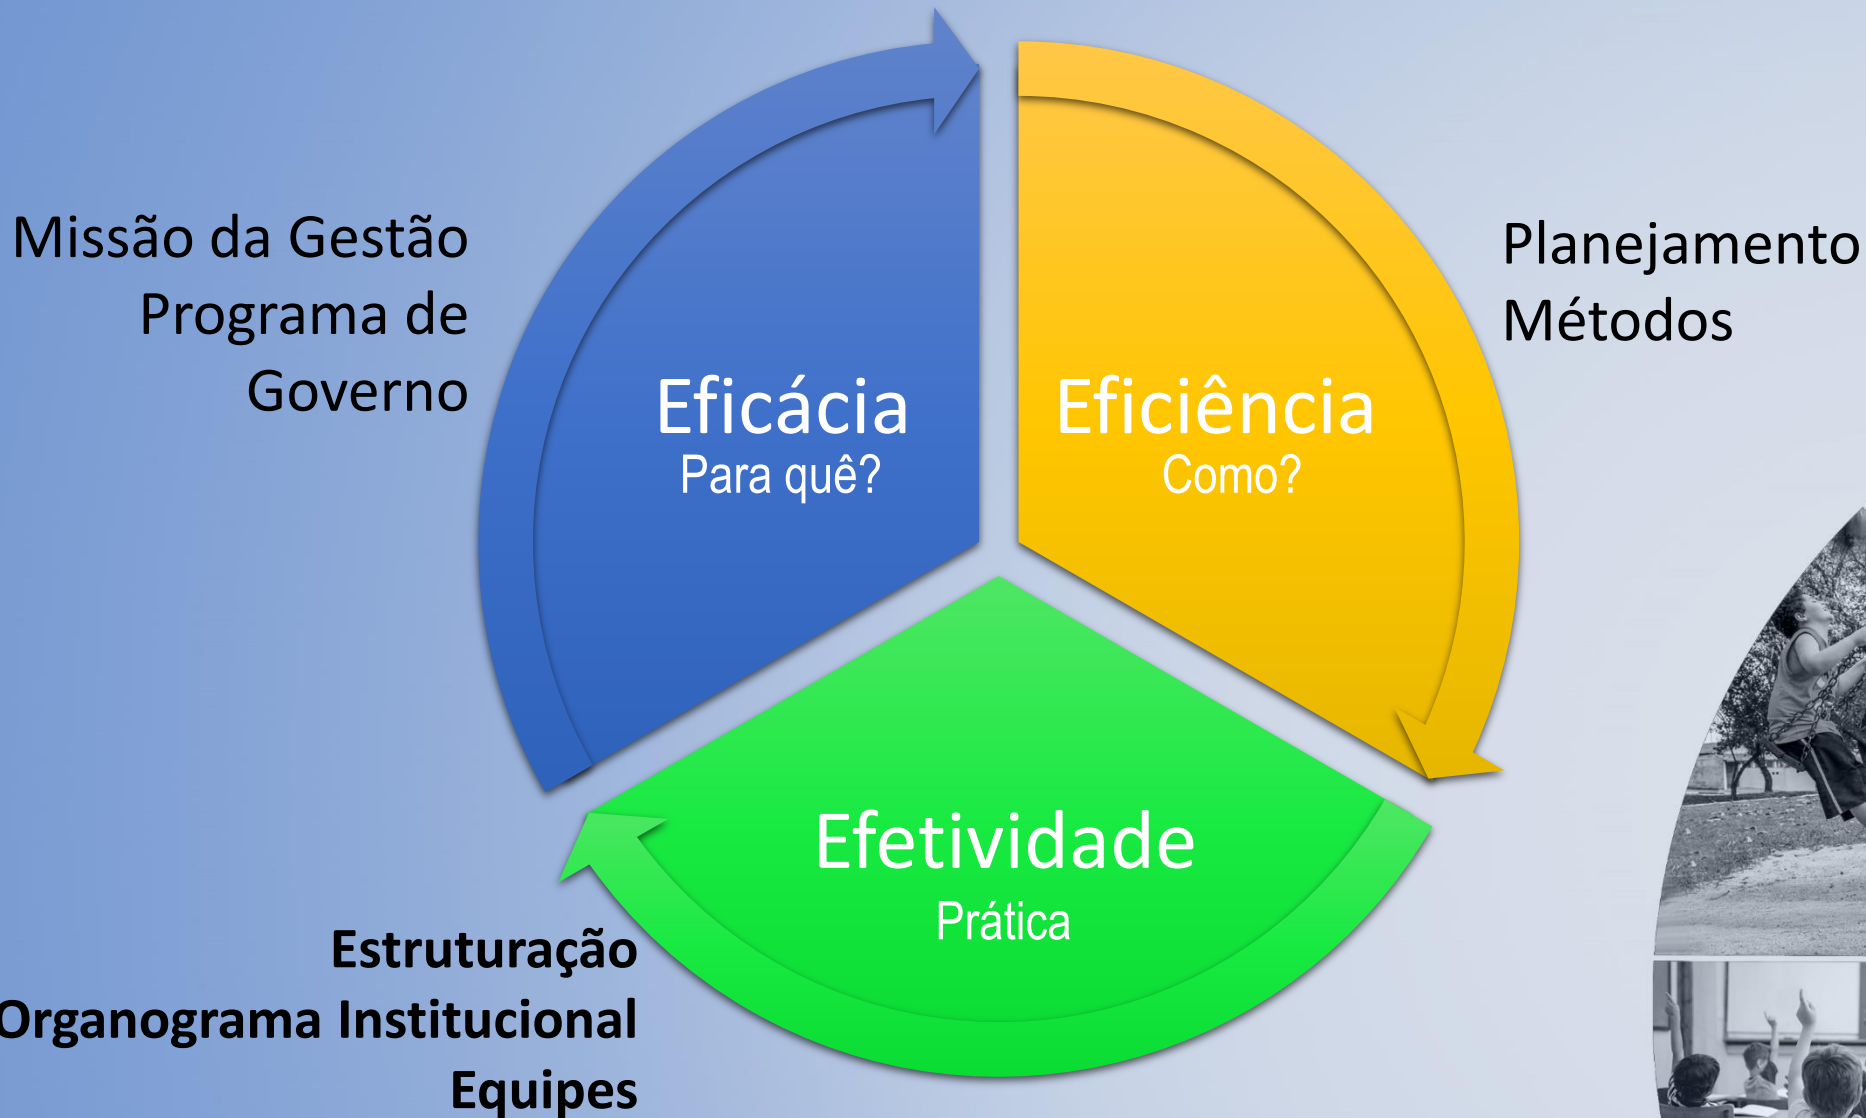 Missão da Gestão
Programa de
Governo
Eficácia
Para quê?
Eficiência
Como?
Planejamento
Métodos
Efetividade
Prática
Estruturação
Organograma Institucional
Equipes